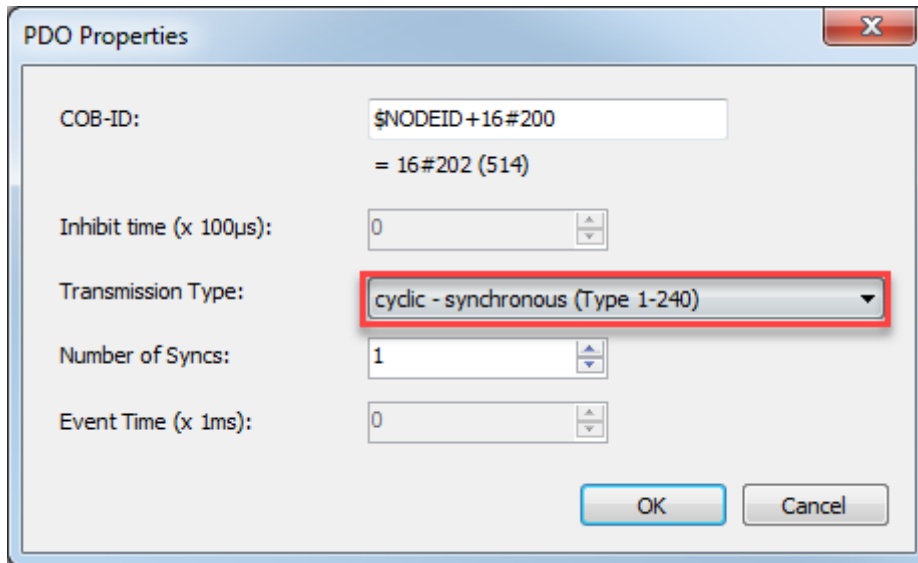 PDO Properties
COB-ID: $NODEID+16#200
= 16#202 (514)
Inhibit time (x 100µs): 0
Transmission Type: cyclic - synchronous (Type 1-240)
Number of Syncs: 1
Event Time (x 1ms): 0
OK Cancel